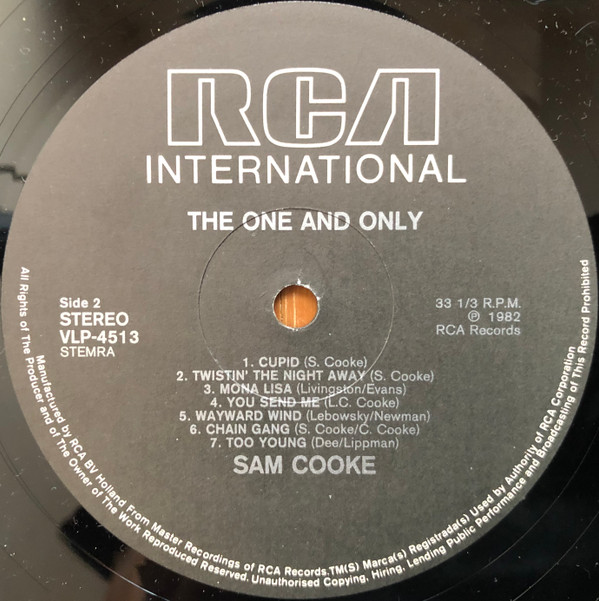 RCA
INTERNATIONAL
THE ONE AND ONLY
Side 2
STEREO
VLP-4513
STEMRA
33 1/3 R.P.M.
℗ 1982
RCA Records
1. CUPID (S. Cooke)
2. TWISTIN' THE NIGHT AWAY (S. Cooke)
3. MONA LISA (Livingston/Evans)
4. YOU SEND ME (L.C. Cooke)
5. WAYWARD WIND (Lebowsky/Newman)
6. CHAIN GANG (S. Cooke/C. Cooke)
7. TOO YOUNG (Dee/Lippman)
SAM COOKE
Manufactured by RCA BV Holland From Master Recordings of RCA Records.TM(S) Marca(s) Registrada(s) Used by Authority of RCA Corporation
All Rights of The Producer and of The Owner of The Work Reproduced Reserved. Unauthorised Copying, Hiring, Lending Public Performance and Broadcasting of This Record Prohibited